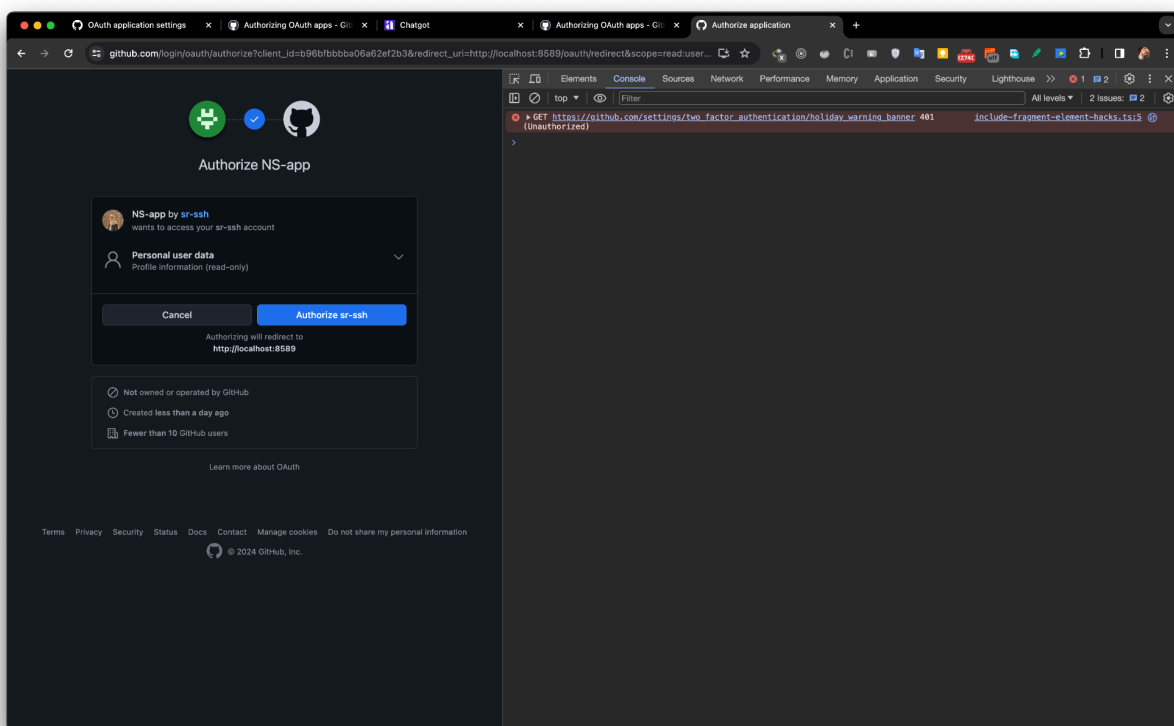 OAuth application settings
Authorizing OAuth apps - Git
Chatgot
Authorizing OAuth apps - Git
Authorize application
github.com/login/oauth/authorize?client_id=b96bfbbbba06a62ef2b3&redirect_uri=http://localhost:8589/oauth/redirect&scope=read:user...
Authorize NS-app
NS-app by sr-ssh
wants to access your sr-ssh account
Personal user data
Profile information (read-only)
Cancel
Authorize sr-ssh
Authorizing will redirect to
http://localhost:8589
Not owned or operated by GitHub
Created less than a day ago
Fewer than 10 GitHub users
Learn more about OAuth
Terms Privacy Security Status Docs Contact Manage cookies Do not share my personal information
© 2024 GitHub, Inc.
Elements Console Sources Network Performance Memory Application Security Lighthouse 1 2
top Filter All levels 2 Issues: 2
GET https://github.com/settings/two_factor_authentication/holiday_warning_banner 401 include-fragment-element-hacks.ts:5
(Unauthorized)